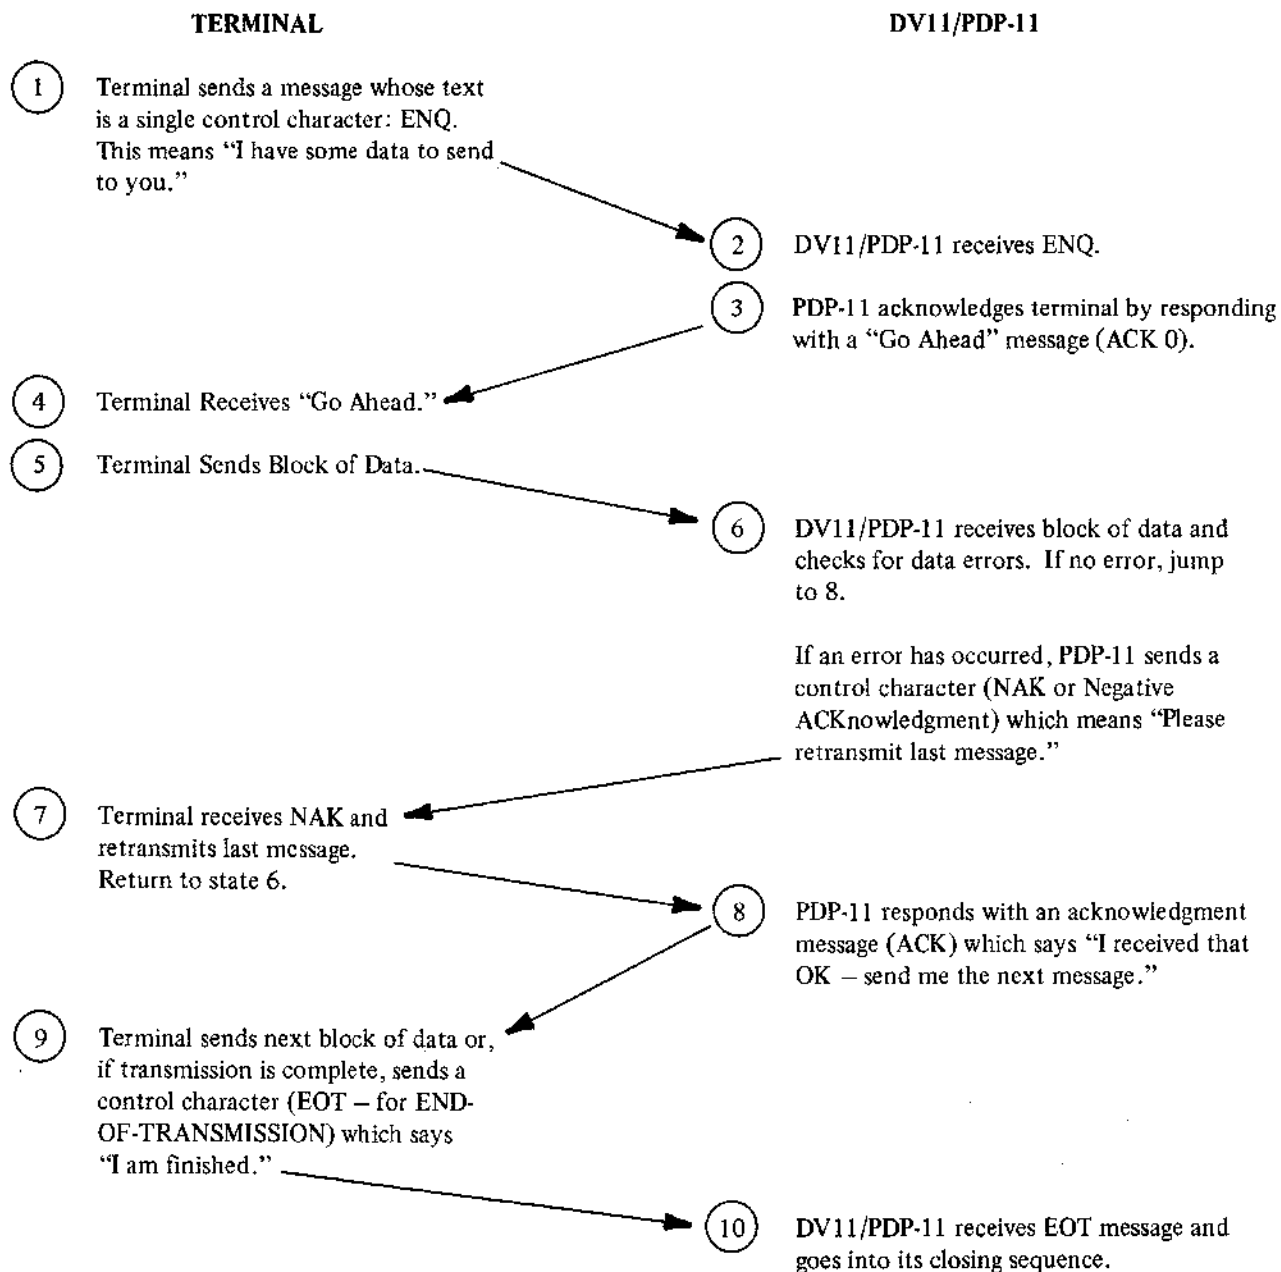 TERMINAL
DV11/PDP-11
1
Terminal sends a message whose text
is a single control character: ENQ.
This means “I have some data to send
to you.”
2
DV11/PDP-11 receives ENQ.
3
PDP-11 acknowledges terminal by responding
with a “Go Ahead” message (ACK 0).
4
Terminal Receives “Go Ahead.”
5
Terminal Sends Block of Data.
6
DV11/PDP-11 receives block of data and
checks for data errors. If no error, jump
to 8.
If an error has occurred, PDP-11 sends a
control character (NAK or Negative
ACKnowledgment) which means “Please
retransmit last message.”
7
Terminal receives NAK and
retransmits last message.
Return to state 6.
8
PDP-11 responds with an acknowledgment
message (ACK) which says “I received that
OK – send me the next message.”
9
Terminal sends next block of data or,
if transmission is complete, sends a
control character (EOT – for END-
OF-TRANSMISSION) which says
“I am finished.”
10
DV11/PDP-11 receives EOT message and
goes into its closing sequence.